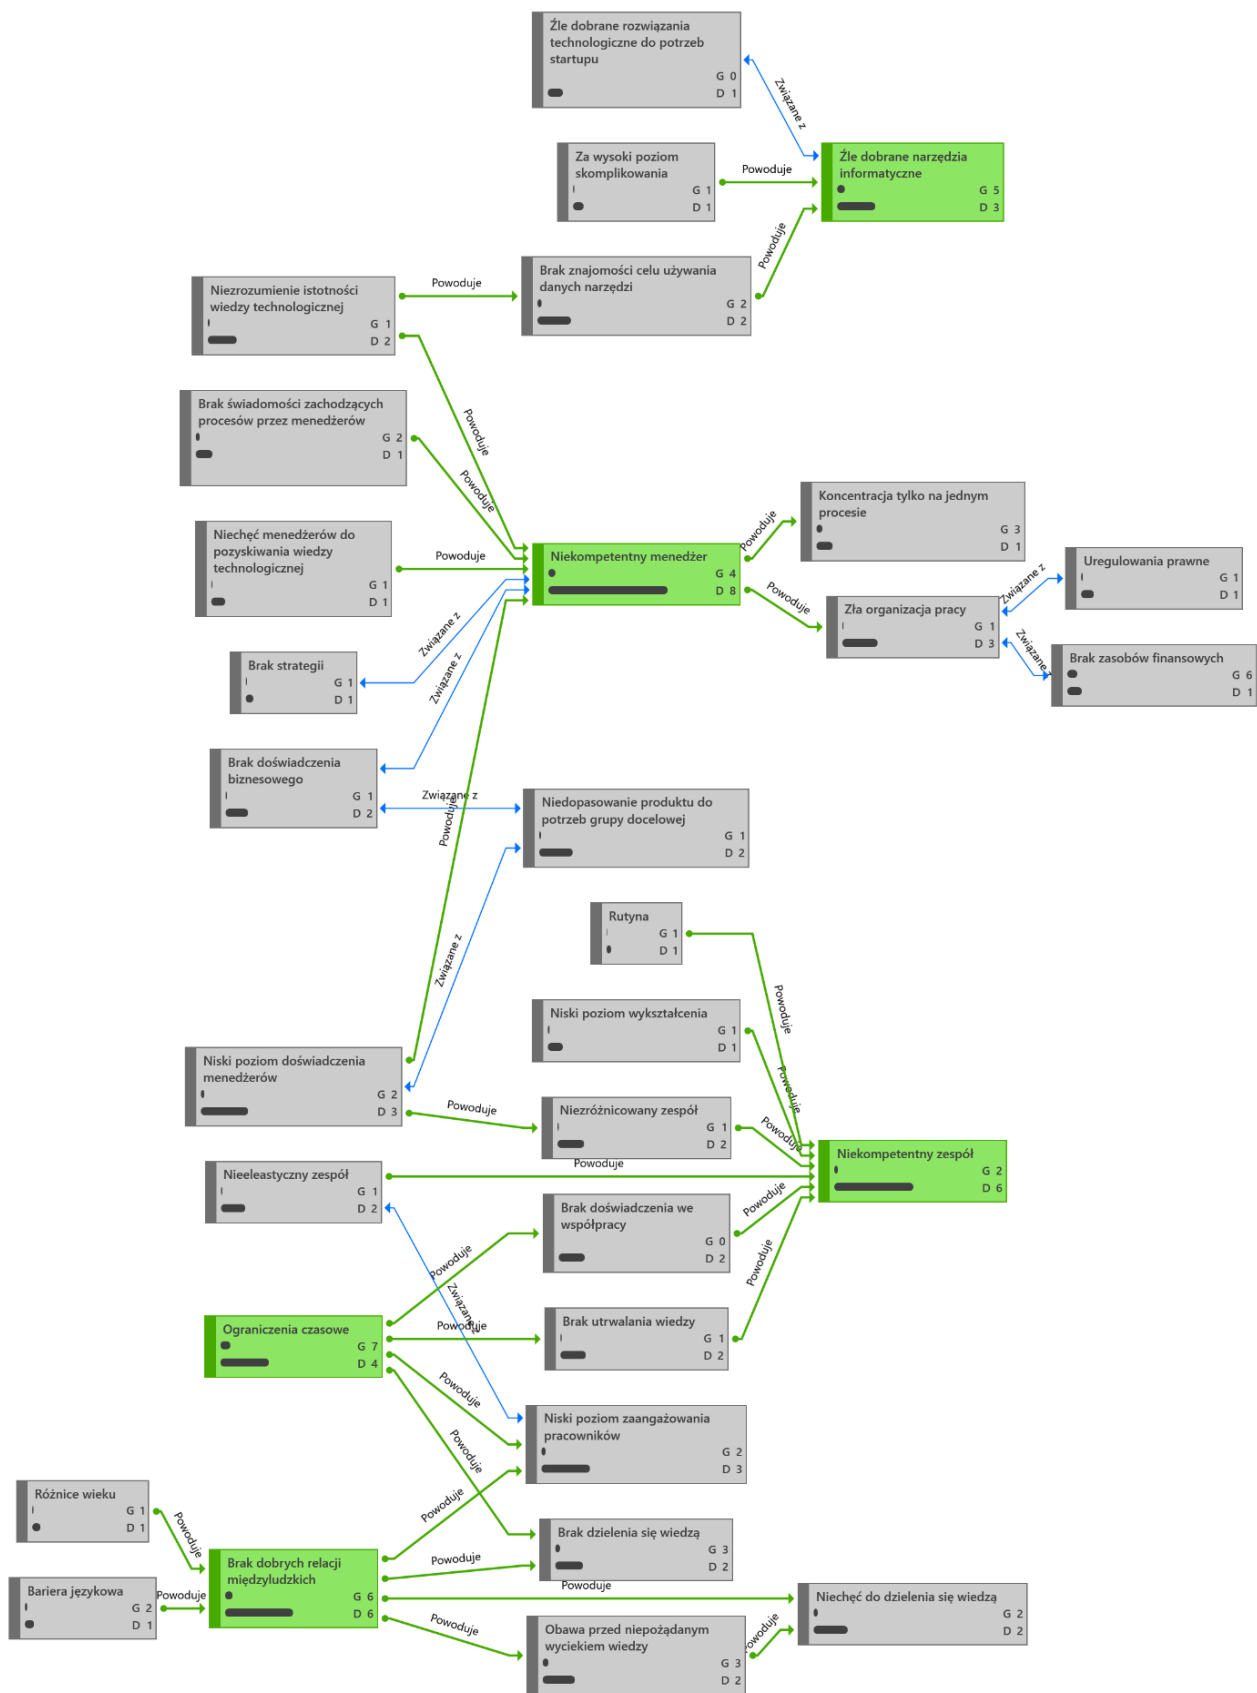 Źle dobrane rozwiązania
technologiczne do potrzeb
startupu
G 0
D 1
Związane z
Za wysoki poziom
skomplikowania
G 1
D 1
Powoduje
Źle dobrane narzędzia
informatyczne
G 5
D 3
Brak znajomości celu używania
danych narzędzi
G 2
D 2
Powoduje
Niezrozumienie istotności
wiedzy technologicznej
G 1
D 2
Powoduje
Powoduje
Brak świadomości zachodzących
procesów przez menedżerów
G 2
D 1
Powoduje
Niechęć menedżerów do
pozyskiwania wiedzy
technologicznej
G 1
D 1
Powoduje
Niekompetentny menedżer
G 4
D 8
Powoduje
Koncentracja tylko na jednym
procesie
G 3
D 1
Powoduje
Zła organizacja pracy
G 1
D 3
Związane z
Uregulowania prawne
G 1
D 1
Związane z
Brak zasobów finansowych
G 6
D 1
Brak strategii
G 1
D 1
Związane z
Związane z
Brak doświadczenia
biznesowego
G 1
D 2
Związane z
Powoduje
Niedopasowanie produktu do
potrzeb grupy docelowej
G 1
D 2
Związane z
Rutyna
G 1
D 1
Powoduje
Niski poziom wykształcenia
G 1
D 1
Powoduje
Niski poziom doświadczenia
menedżerów
G 2
D 3
Powoduje
Niezróżnicowany zespół
G 1
D 2
Powoduje
Niekompetentny zespół
G 2
D 6
Nieeleastyczny zespół
G 1
D 2
Powoduje
Brak doświadczenia we
współpracy
G 0
D 2
Powoduje
Powoduje
Związane z
Ograniczenia czasowe
G 7
D 4
Powoduje
Brak utrwalania wiedzy
G 1
D 2
Powoduje
Powoduje
Niski poziom zaangażowania
pracowników
G 2
D 3
Powoduje
Powoduje
Różnice wieku
G 1
D 1
Powoduje
Brak dzielenia się wiedzą
G 3
D 2
Brak dobrych relacji
międzyludzkich
G 6
D 6
Powoduje
Bariera językowa
G 2
D 1
Powoduje
Powoduje
Niechęć do dzielenia się wiedzą
G 2
D 2
Powoduje
Obawa przed niepożądanym
wyciekiem wiedzy
G 3
D 2
Powoduje